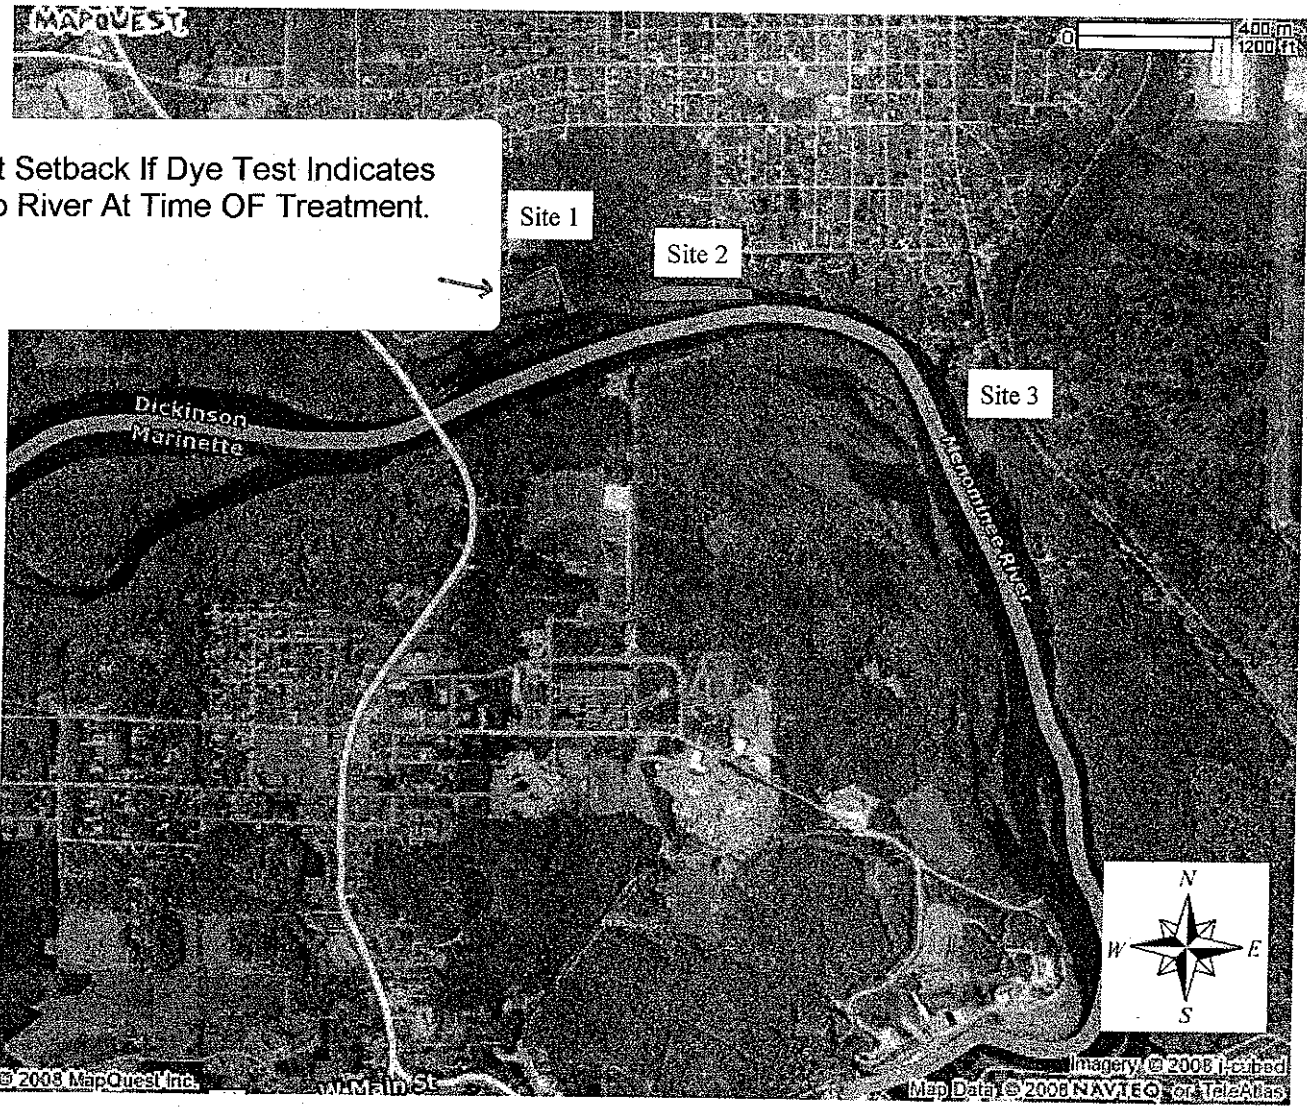 MAPQUEST
0
400 m
1200 ft
t Setback If Dye Test Indicates
o River At Time OF Treatment.
Site 1
Site 2
Site 3
Dickinson
Marinette
Menominee River
N
W E
S
© 2008 MapQuest Inc.
W Main St
Imagery © 2008 i-cubed
Map Data © 2008 NAVTEQ or TeleAtlas